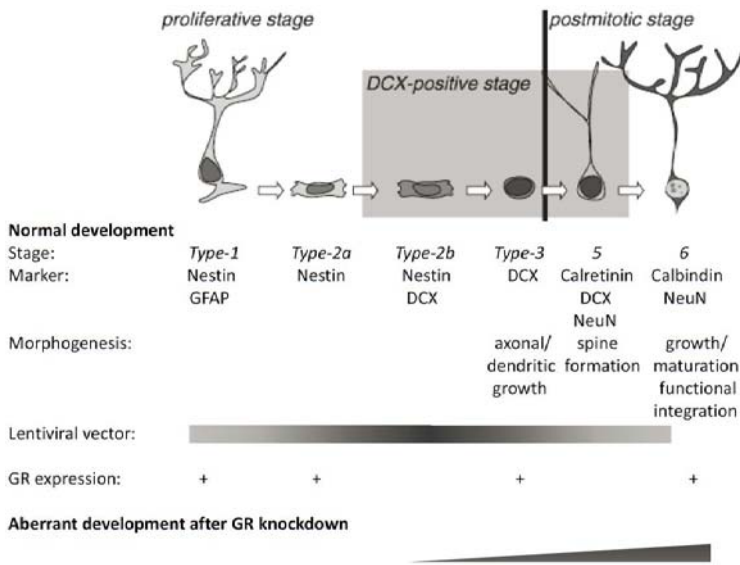 proliferative stage
postmitotic stage
DCX-positive stage
Normal development
Stage: Type-1 Type-2a Type-2b Type-3 5 6
Marker: Nestin Nestin Nestin DCX Calretinin Calbindin
GFAP DCX DCX NeuN
NeuN
Morphogenesis: axonal/ spine growth/
dendritic formation maturation
growth functional
integration
Lentiviral vector:
GR expression: + + + +
Aberrant development after GR knockdown